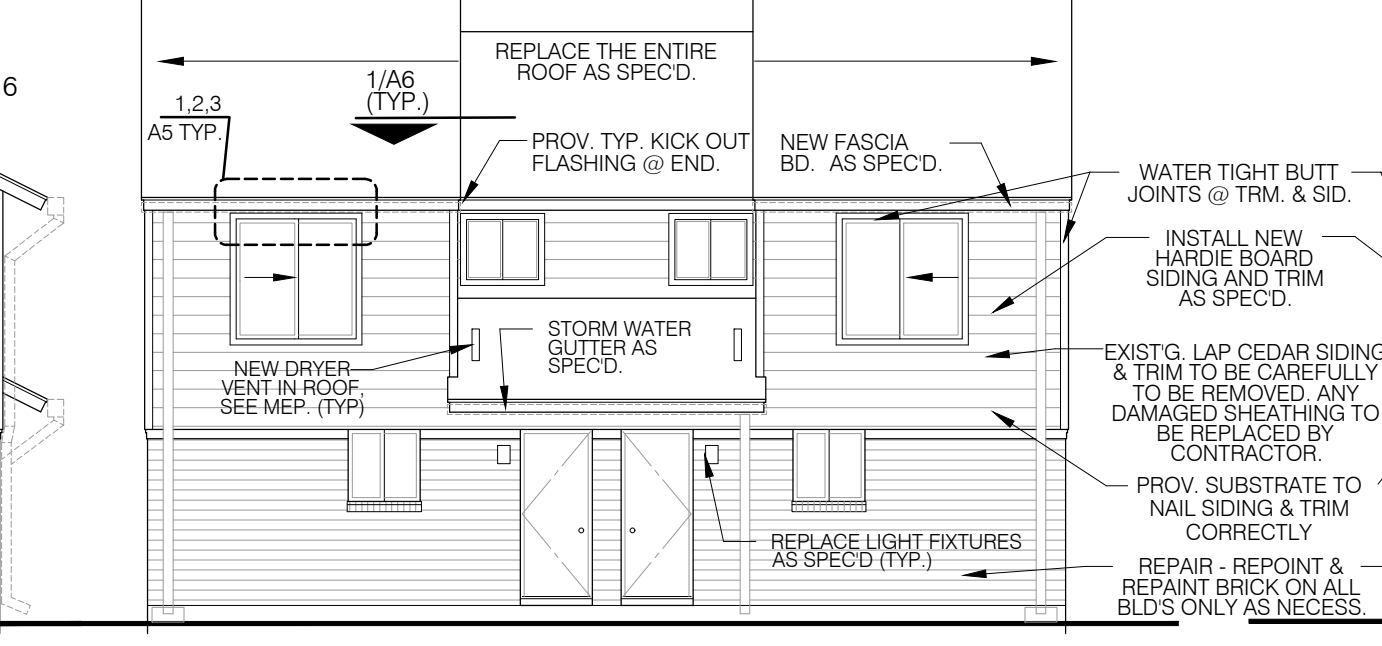 6
REPLACE THE ENTIRE
ROOF AS SPEC'D.
1/A6
(TYP.)
1,2,3
A5 TYP.
PROV. TYP. KICK OUT
FLASHING @ END.
NEW FASCIA
BD. AS SPEC'D.
WATER TIGHT BUTT
JOINTS @ TRM. & SID.
INSTALL NEW
HARDIE BOARD
SIDING AND TRIM
AS SPEC'D.
STORM WATER
GUTTER AS
SPEC'D.
NEW DRYER
VENT IN ROOF,
SEE MEP. (TYP)
EXIST'G. LAP CEDAR SIDING
& TRIM TO BE CAREFULLY
TO BE REMOVED. ANY
DAMAGED SHEATHING TO
BE REPLACED BY
CONTRACTOR.
PROV. SUBSTRATE TO
NAIL SIDING & TRIM
CORRECTLY
REPLACE LIGHT FIXTURES
AS SPEC'D (TYP.)
REPAIR - REPOINT &
REPAINT BRICK ON ALL
BLD'S ONLY AS NECESS.